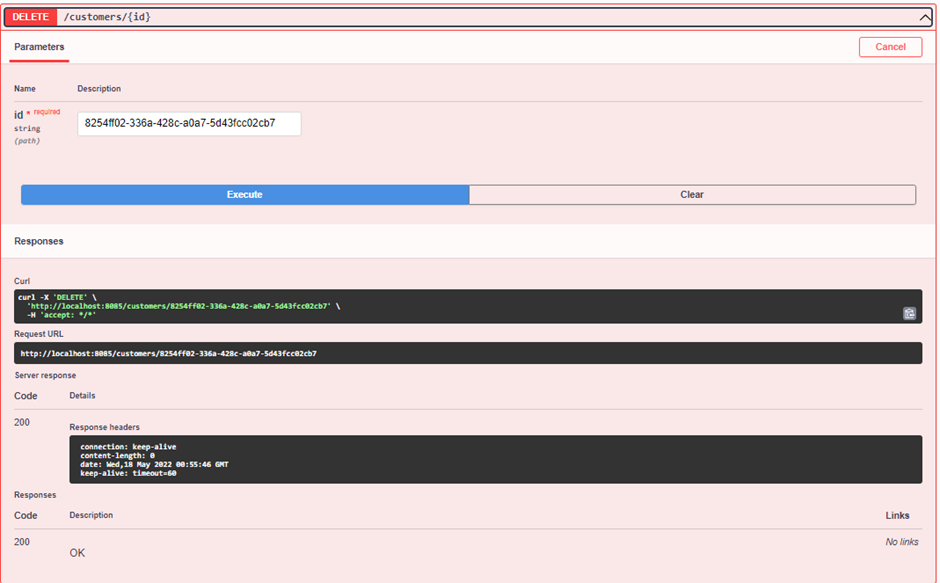 DELETE /customers/{id}
Parameters
Cancel
Name Description
id * required
string
(path)
8254ff02-336a-428c-a0a7-5d43fcc02cb7
Execute Clear
Responses
Curl
curl -X 'DELETE' \
'http://localhost:8085/customers/8254ff02-336a-428c-a0a7-5d43fcc02cb7' \
-H 'accept: */*'
Request URL
http://localhost:8085/customers/8254ff02-336a-428c-a0a7-5d43fcc02cb7
Server response
Code Details
200
Response headers
connection: keep-alive
content-length: 0
date: Wed,18 May 2022 00:55:46 GMT
keep-alive: timeout=60
Responses
Code Description Links
200
OK
No links